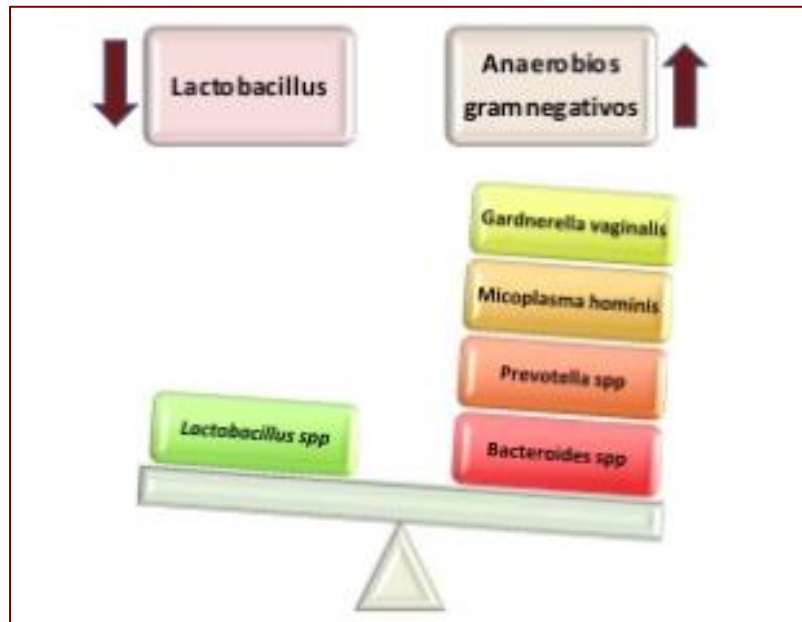 Lactobacillus
Anaerobios
gram negativos
Gardnerella vaginalis
Micoplasma hominis
Prevotella spp
Lactobacillus spp
Bacteroides spp